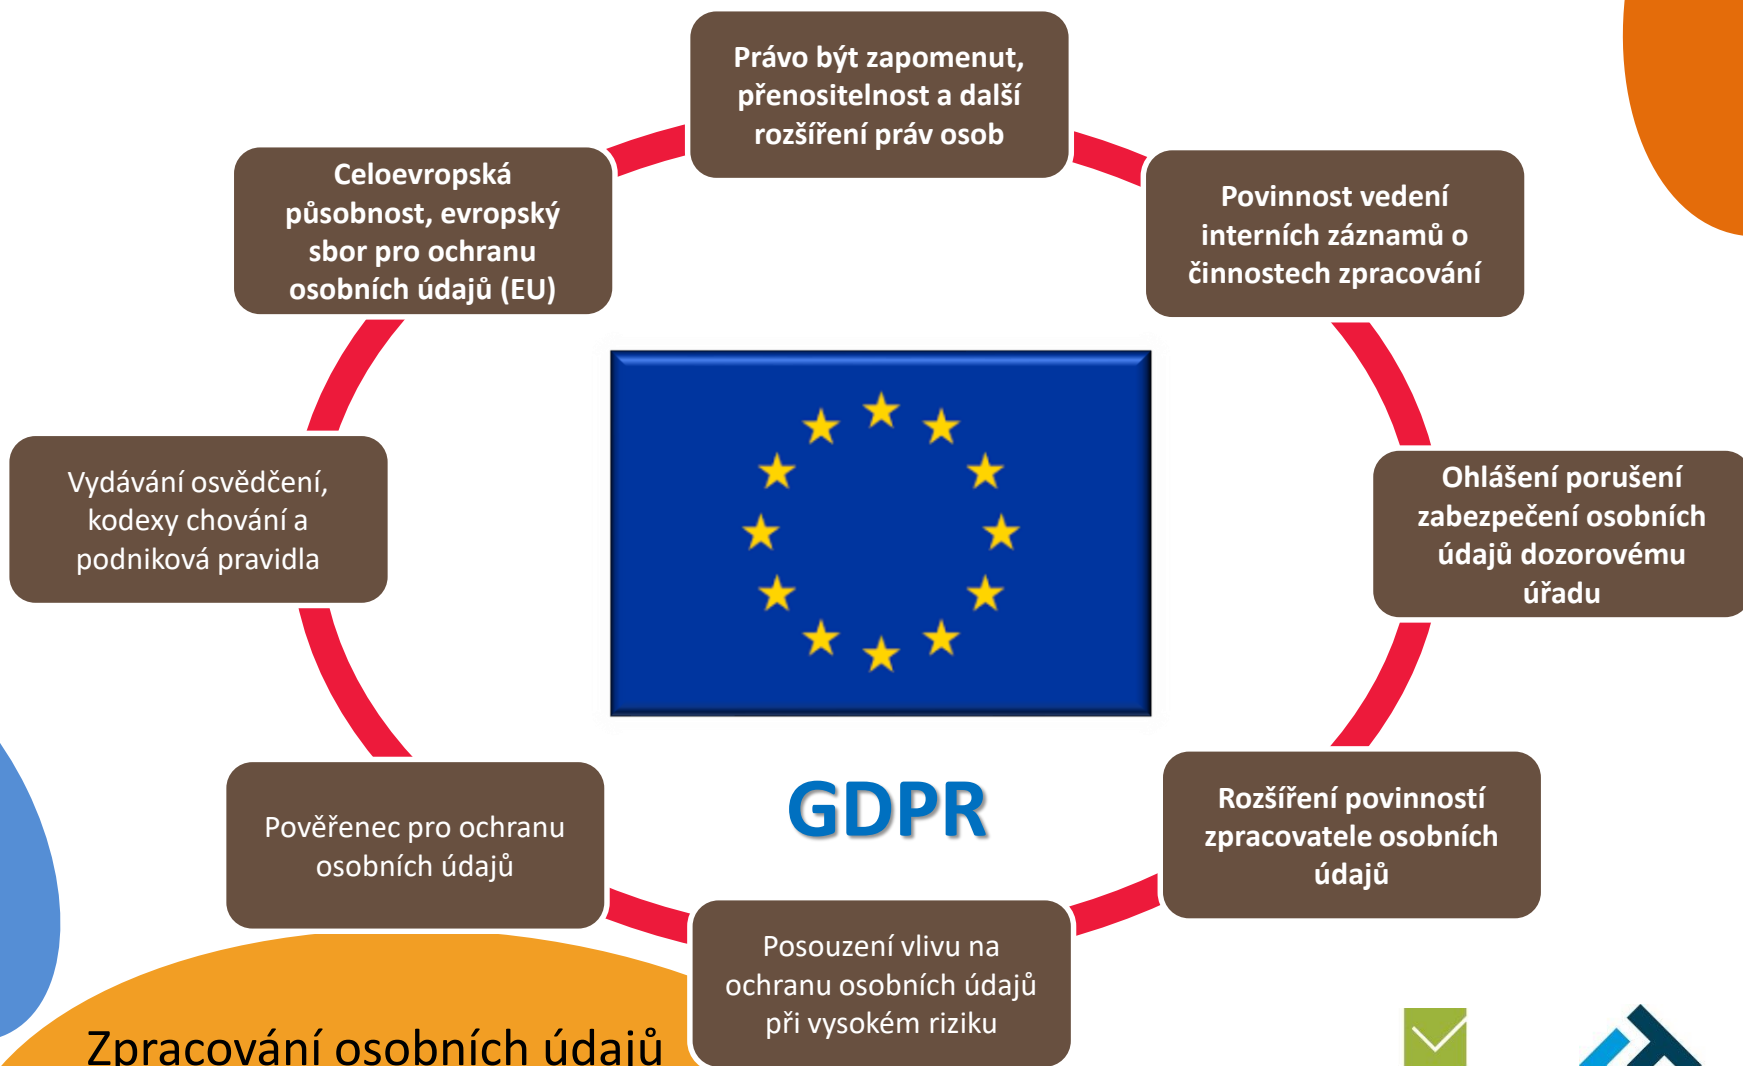 Právo být zapomenut,
přenositelnost a další
rozšíření práv osob
Povinnost vedení
interních záznamů o
činnostech zpracování
Ohlášení porušení
zabezpečení osobních
údajů dozorovému
úřadu
Rozšíření povinností
zpracovatele osobních
údajů
Posouzení vlivu na
ochranu osobních údajů
při vysokém riziku
Pověřenec pro ochranu
osobních údajů
Vydávání osvědčení,
kodexy chování a
podniková pravidla
Celoevropská
působnost, evropský
sbor pro ochranu
osobních údajů (EU)
GDPR
Zpracování osobních údajů